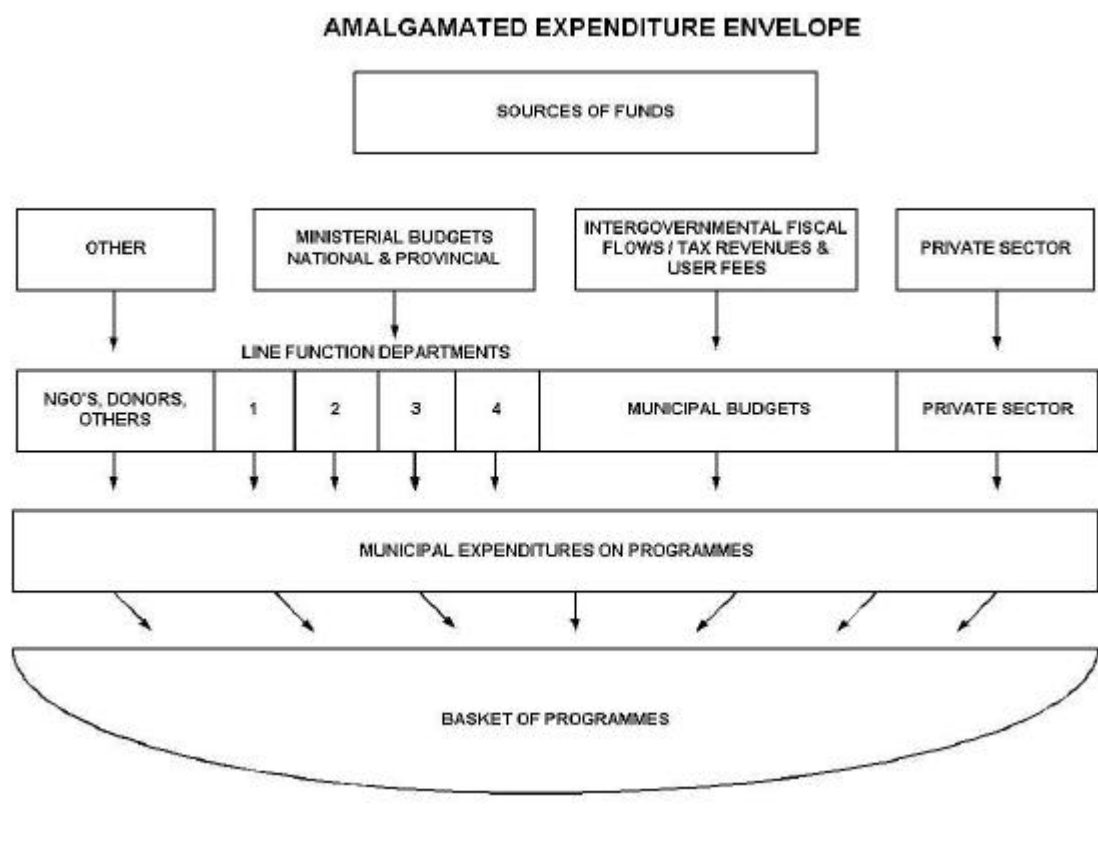 AMALGAMATED EXPENDITURE ENVELOPE
SOURCES OF FUNDS
OTHER
MINISTERIAL BUDGETS
NATIONAL & PROVINCIAL
INTERGOVERNMENTAL FISCAL
FLOWS / TAX REVENUES &
USER FEES
PRIVATE SECTOR
LINE FUNCTION DEPARTMENTS
NGO'S, DONORS,
OTHERS
1
2
3
4
MUNICIPAL BUDGETS
PRIVATE SECTOR
MUNICIPAL EXPENDITURES ON PROGRAMMES
BASKET OF PROGRAMMES